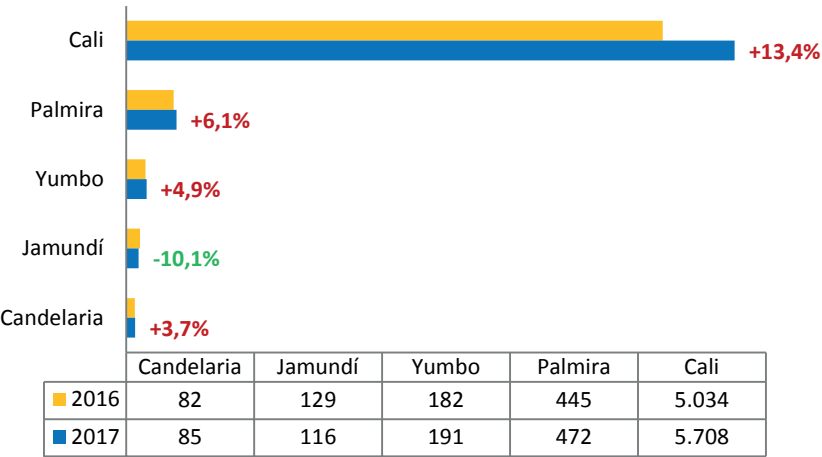 Cali
+13,4%
Palmira
+6,1%
Yumbo
+4,9%
Jamundí
-10,1%
Candelaria
+3,7%
Candelaria Jamundí Yumbo Palmira Cali
2016 82 129 182 445 5.034
2017 85 116 191 472 5.708